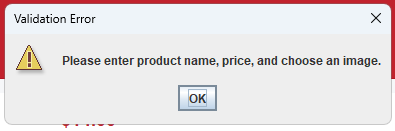 Validation Error
Please enter product name, price, and choose an image.
OK